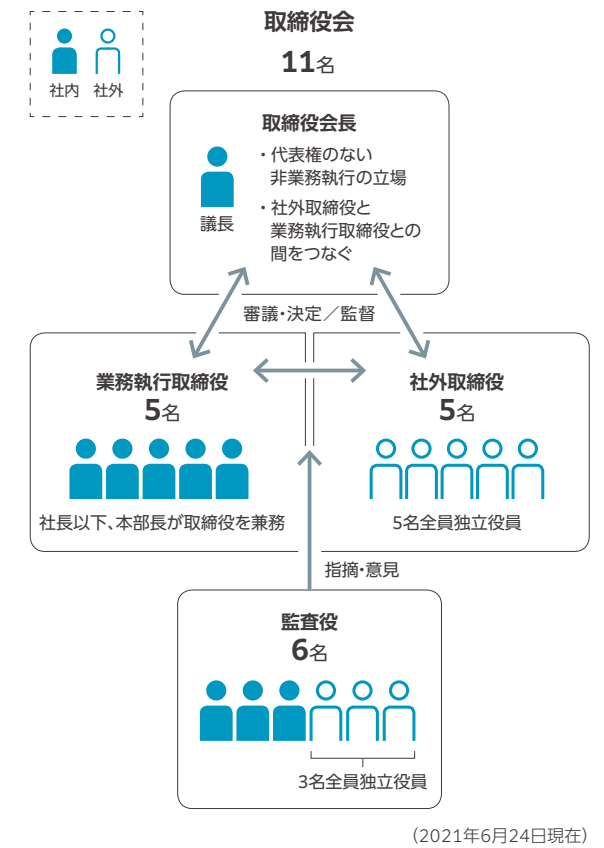 取締役会
11名
社内 社外
取締役会長
・代表権のない
非業務執行の立場
・社外取締役と
業務執行取締役との
間をつなぐ
議長
審議・決定／監督
業務執行取締役
5名
社長以下、本部長が取締役を兼務
社外取締役
5名
5名全員独立役員
指摘・意見
監査役
6名
3名全員独立役員
（2021年6月24日現在）